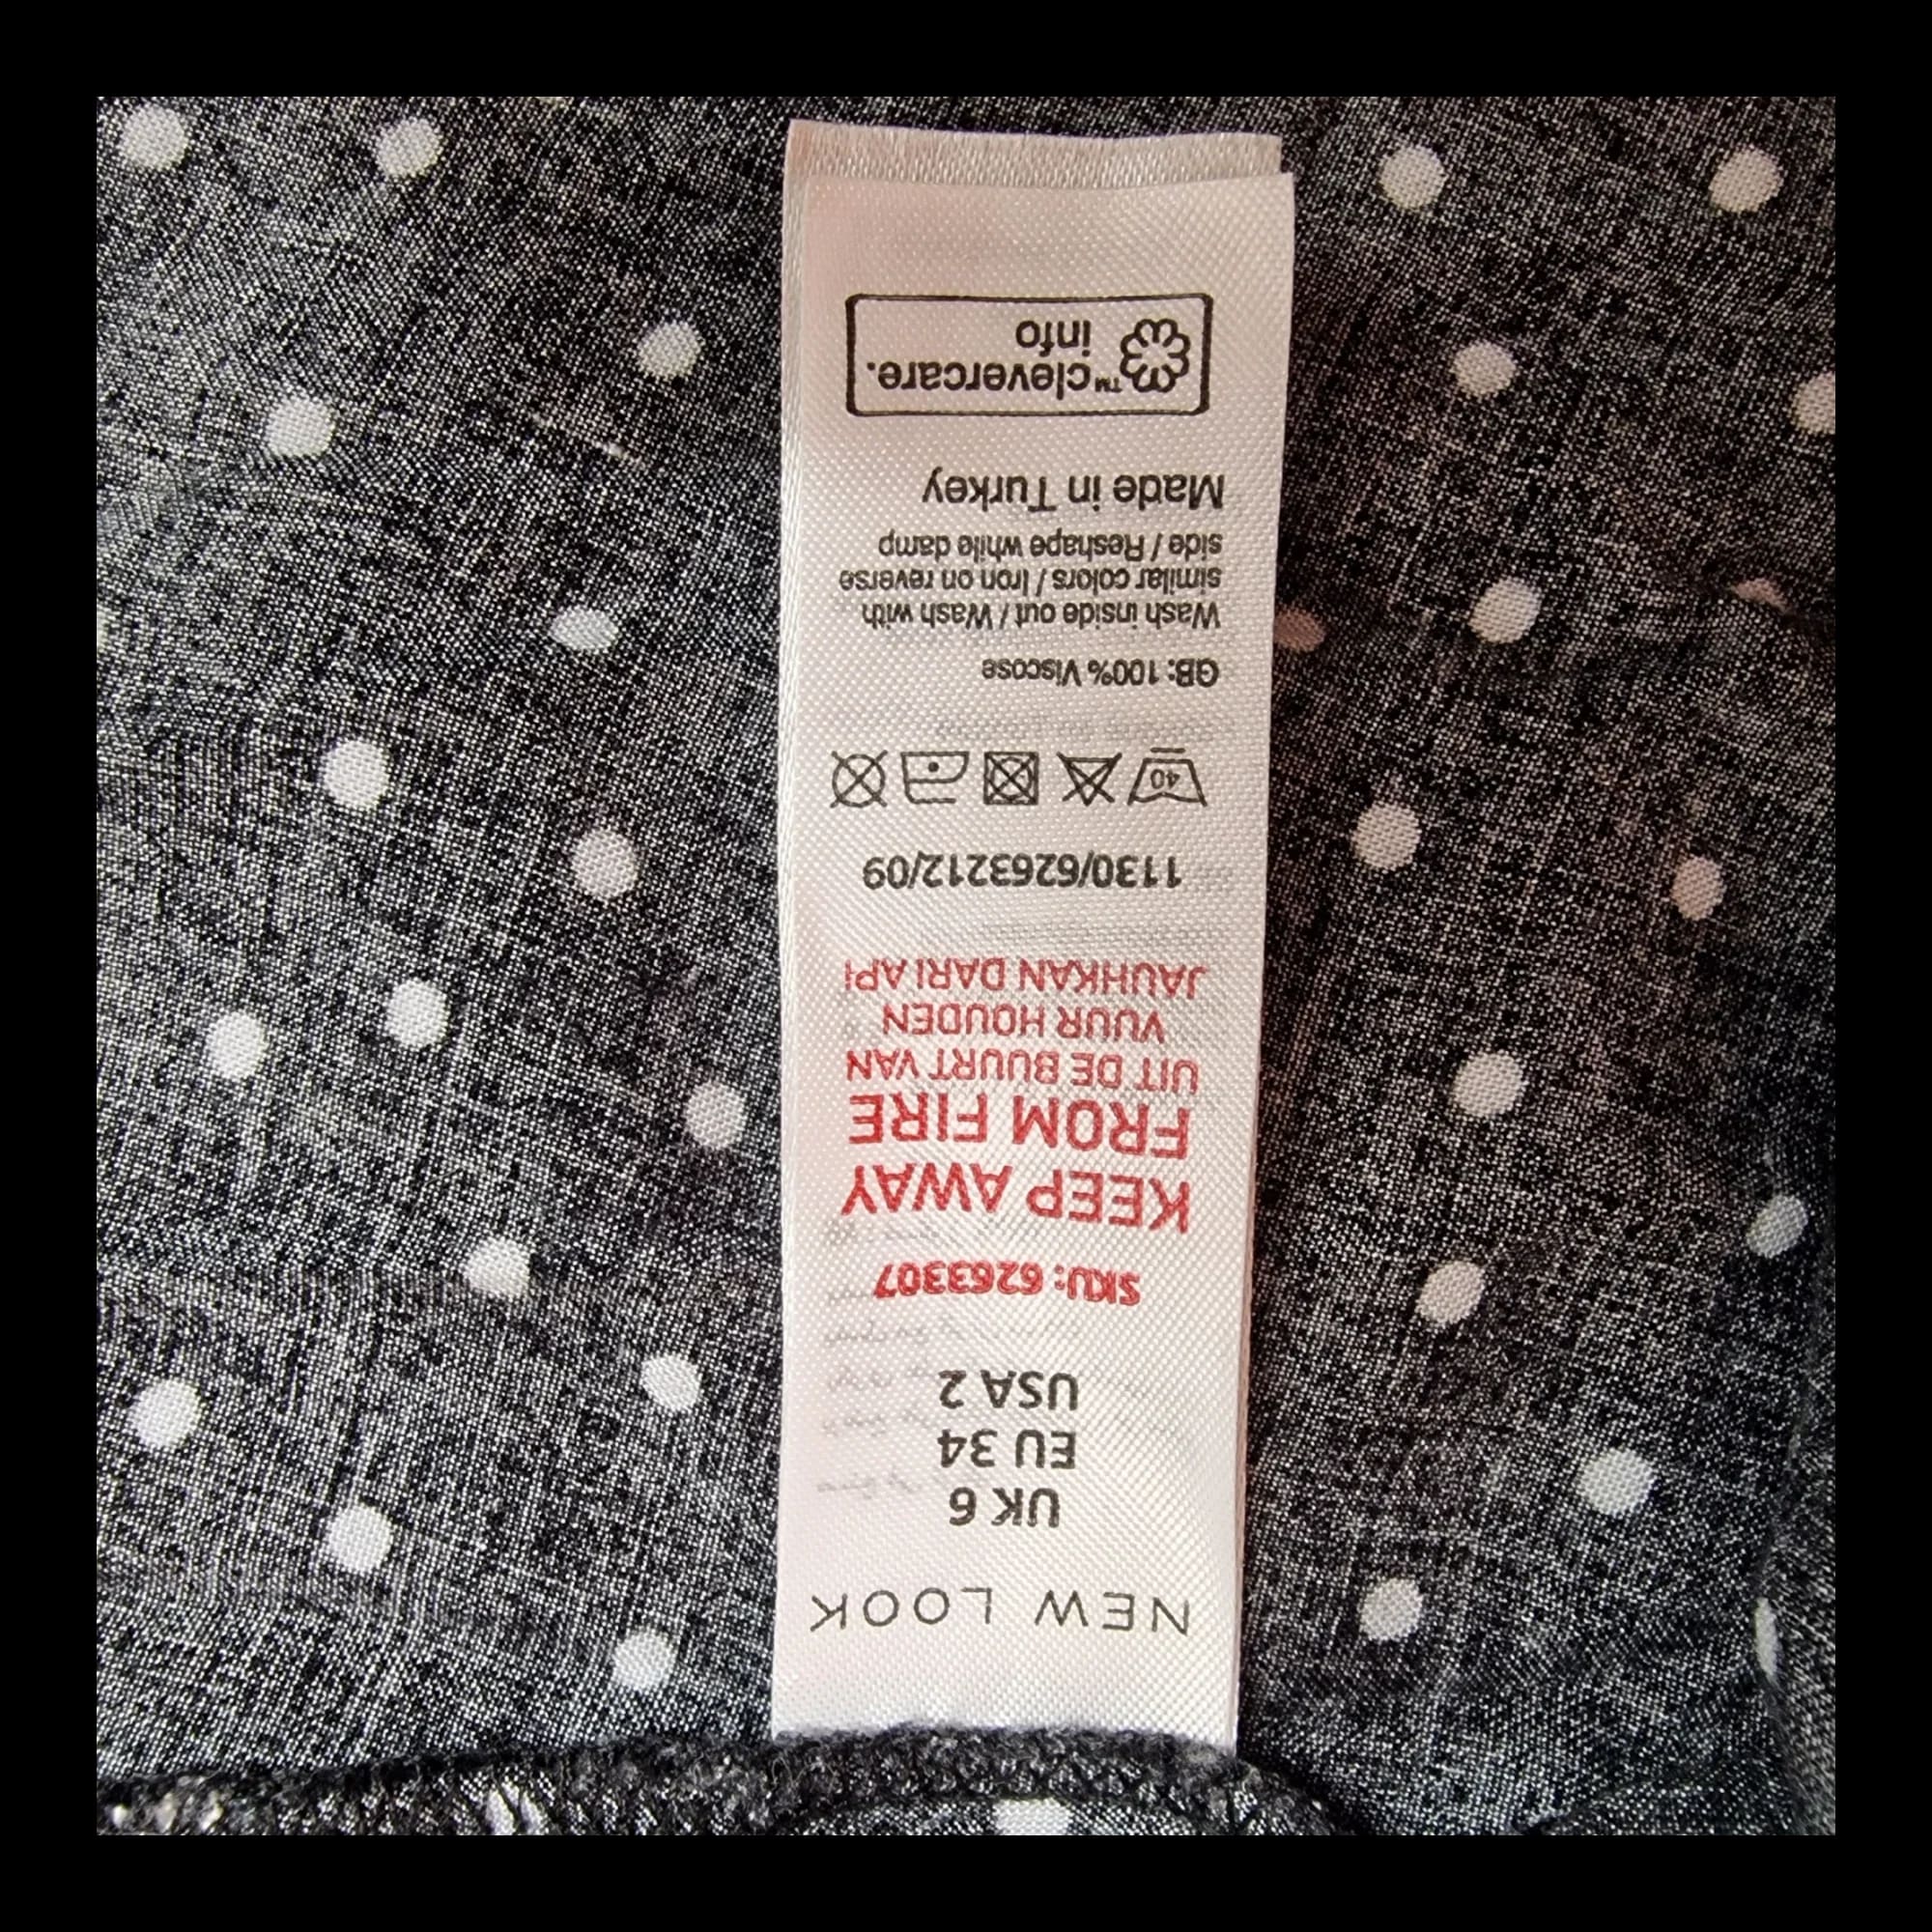 NEW LOOK
UK 6
EU 34
USA 2
SKU: 6263307
KEEP AWAY
FROM FIRE
UIT DE BUURT VAN
VUUR HOUDEN
JAUHKAN DARI API
1130/6263212/09
40
GB: 100% Viscose
Wash inside out / Wash with
similar colors / Iron on reverse
side / Reshape while damp
Made in Turkey
™clevercare.
info